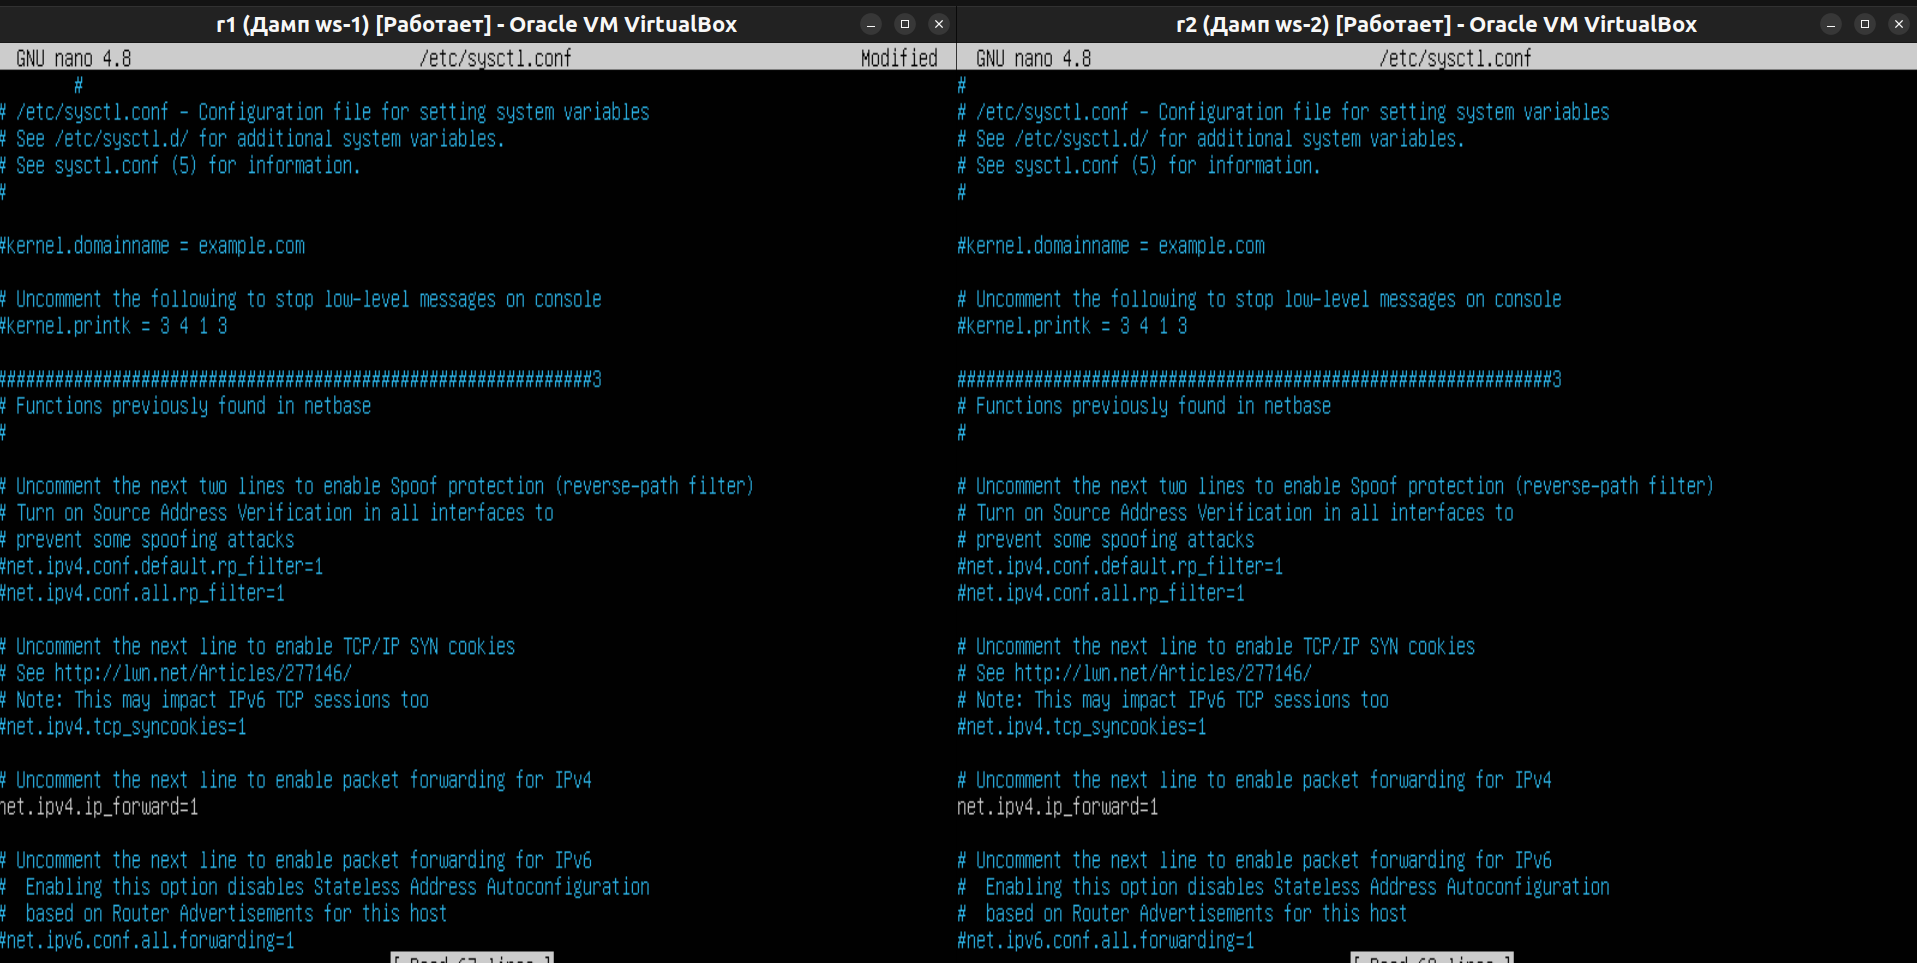 r1 (Дамп ws-1) [Работает] - Oracle VM VirtualBox
GNU nano 4.8 /etc/sysctl.conf Modified
#
# /etc/sysctl.conf - Configuration file for setting system variables
# See /etc/sysctl.d/ for additional system variables.
# See sysctl.conf (5) for information.
#
#kernel.domainname = example.com
# Uncomment the following to stop low-level messages on console
#kernel.printk = 3 4 1 3
##############################################################3
# Functions previously found in netbase
#
# Uncomment the next two lines to enable Spoof protection (reverse-path filter)
# Turn on Source Address Verification in all interfaces to
# prevent some spoofing attacks
#net.ipv4.conf.default.rp_filter=1
#net.ipv4.conf.all.rp_filter=1
# Uncomment the next line to enable TCP/IP SYN cookies
# See http://lwn.net/Articles/277146/
# Note: This may impact IPv6 TCP sessions too
#net.ipv4.tcp_syncookies=1
# Uncomment the next line to enable packet forwarding for IPv4
net.ipv4.ip_forward=1
# Uncomment the next line to enable packet forwarding for IPv6
#  Enabling this option disables Stateless Address Autoconfiguration
#  based on Router Advertisements for this host
#net.ipv6.conf.all.forwarding=1
[ Read 67 lines ]
r2 (Дамп ws-2) [Работает] - Oracle VM VirtualBox
GNU nano 4.8 /etc/sysctl.conf
#
# /etc/sysctl.conf - Configuration file for setting system variables
# See /etc/sysctl.d/ for additional system variables.
# See sysctl.conf (5) for information.
#
#kernel.domainname = example.com
# Uncomment the following to stop low-level messages on console
#kernel.printk = 3 4 1 3
##############################################################3
# Functions previously found in netbase
#
# Uncomment the next two lines to enable Spoof protection (reverse-path filter)
# Turn on Source Address Verification in all interfaces to
# prevent some spoofing attacks
#net.ipv4.conf.default.rp_filter=1
#net.ipv4.conf.all.rp_filter=1
# Uncomment the next line to enable TCP/IP SYN cookies
# See http://lwn.net/Articles/277146/
# Note: This may impact IPv6 TCP sessions too
#net.ipv4.tcp_syncookies=1
# Uncomment the next line to enable packet forwarding for IPv4
net.ipv4.ip_forward=1
# Uncomment the next line to enable packet forwarding for IPv6
#  Enabling this option disables Stateless Address Autoconfiguration
#  based on Router Advertisements for this host
#net.ipv6.conf.all.forwarding=1
[ Read 68 lines ]